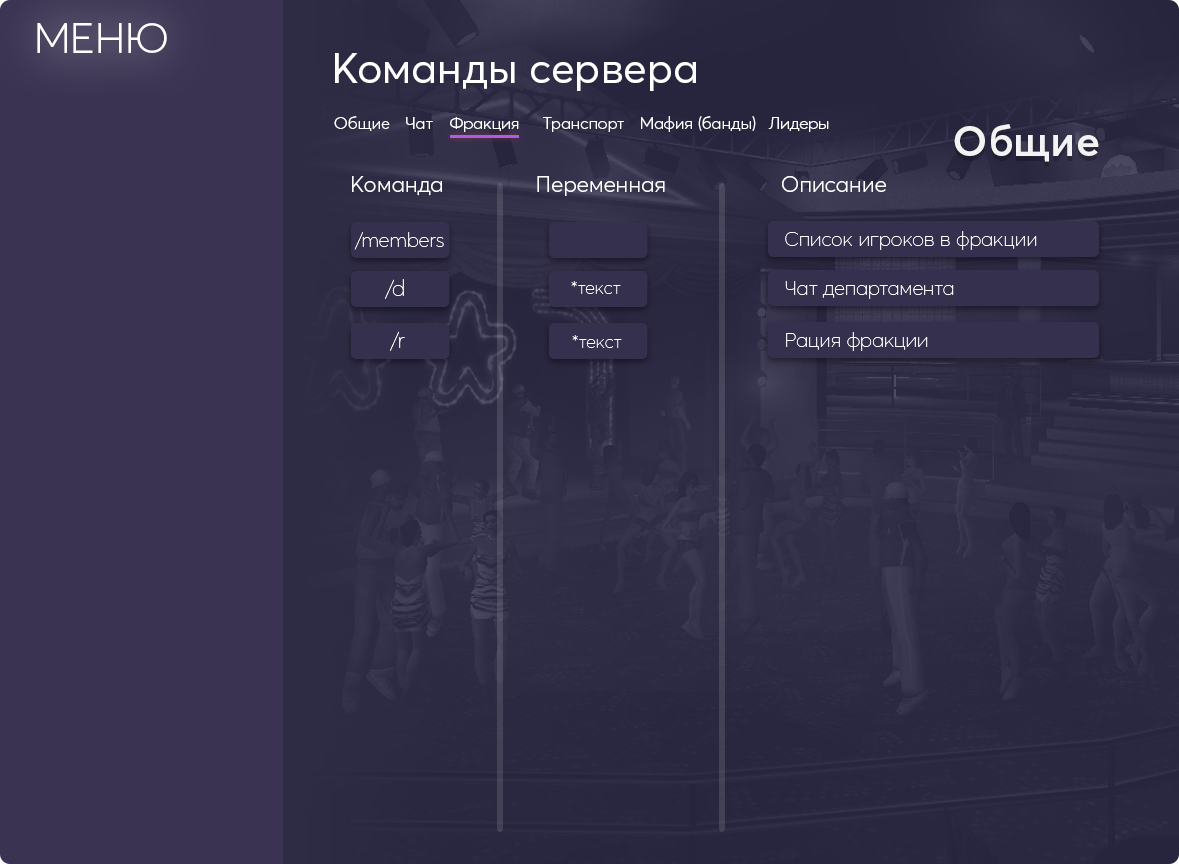 МЕНЮ
Команды сервера
Общие Чат Фракция Транспорт Мафия (банды) Лидеры
Общие
Команда Переменная Описание
/members Список игроков в фракции
/d *текст Чат департамента
/r *текст Рация фракции